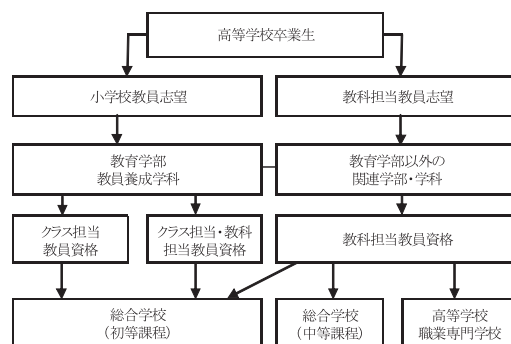 高等学校卒業生
小学校教員志望
教科担当教員志望
教育学部
教員養成学科
教育学部以外の
関連学部・学科
クラス担当
教員資格
クラス担当・教科
担当教員資格
教科担当教員資格
総合学校
（初等課程）
総合学校
（中等課程）
高等学校
職業専門学校